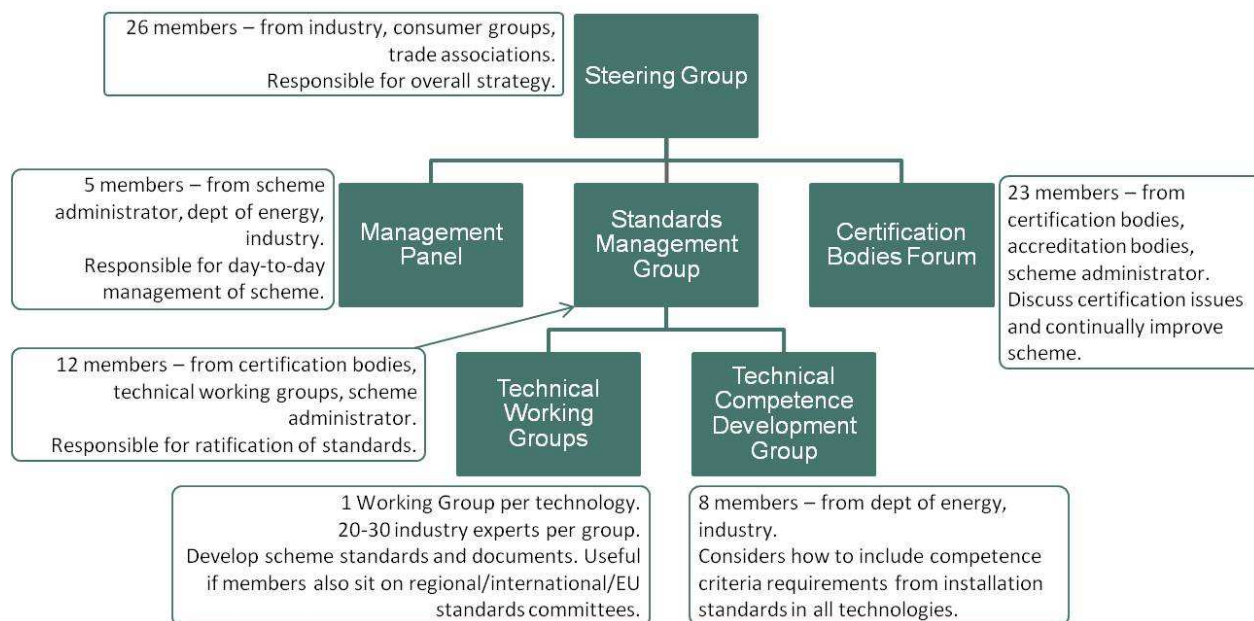 26 members – from industry, consumer groups,
trade associations.
Responsible for overall strategy.
Steering Group
5 members – from scheme
administrator, dept of energy,
industry.
Responsible for day-to-day
management of scheme.
Management
Panel
Standards
Management
Group
Certification
Bodies Forum
23 members – from
certification bodies,
accreditation bodies,
scheme administrator.
Discuss certification issues
and continually improve
scheme.
12 members – from certification bodies,
technical working groups, scheme
administrator.
Responsible for ratification of standards.
Technical
Working
Groups
Technical
Competence
Development
Group
1 Working Group per technology.
20-30 industry experts per group.
Develop scheme standards and documents. Useful
if members also sit on regional/international/EU
standards committees.
8 members – from dept of energy,
industry.
Considers how to include competence
criteria requirements from installation
standards in all technologies.